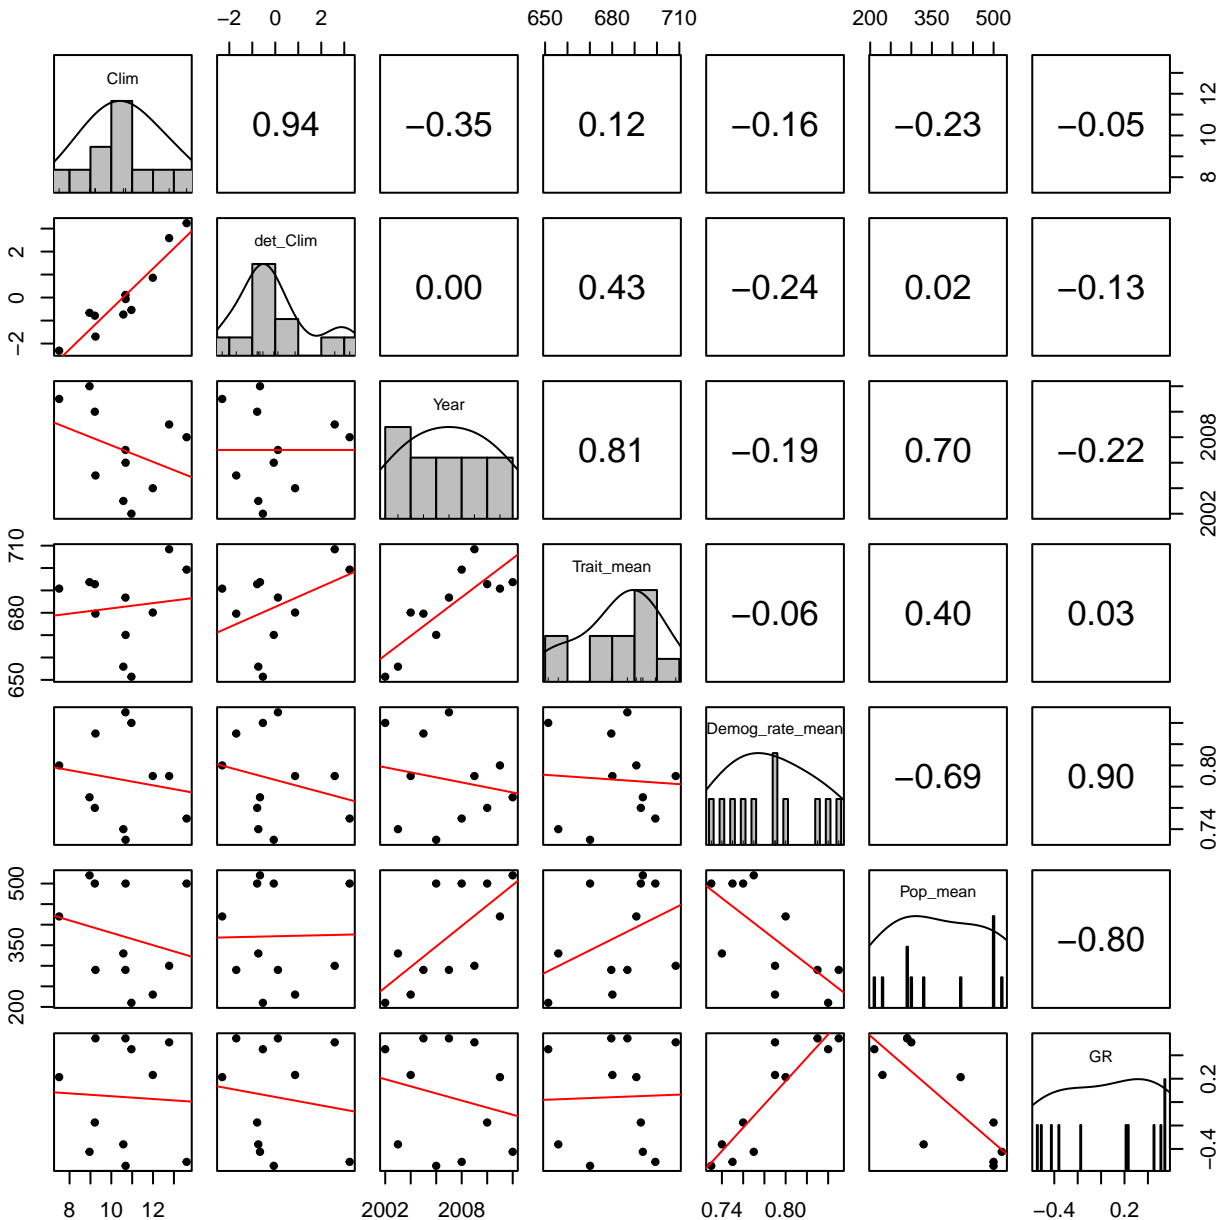 −2 0 2 650 680 710 200 350 500
Clim
0.94 −0.35 0.12 −0.16 −0.23 −0.05
8 10 12
−2 0 2
det_Clim
0.00 0.43 −0.24 0.02 −0.13
Year
0.81 −0.19 0.70 −0.22
2002 2008
650 680 710
Trait_mean
−0.06 0.40 0.03
Demog_rate_mean
−0.69 0.90
0.74 0.80
200 350 500
Pop_mean
−0.80
GR
−0.4 0.2
8 10 12 2002 2008 0.74 0.80 −0.4 0.2